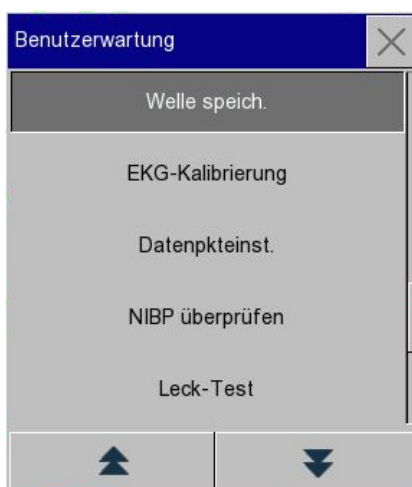 Benutzerwartung
Welle speich.
EKG-Kalibrierung
Datenpkteinst.
NIBP überprüfen
Leck-Test